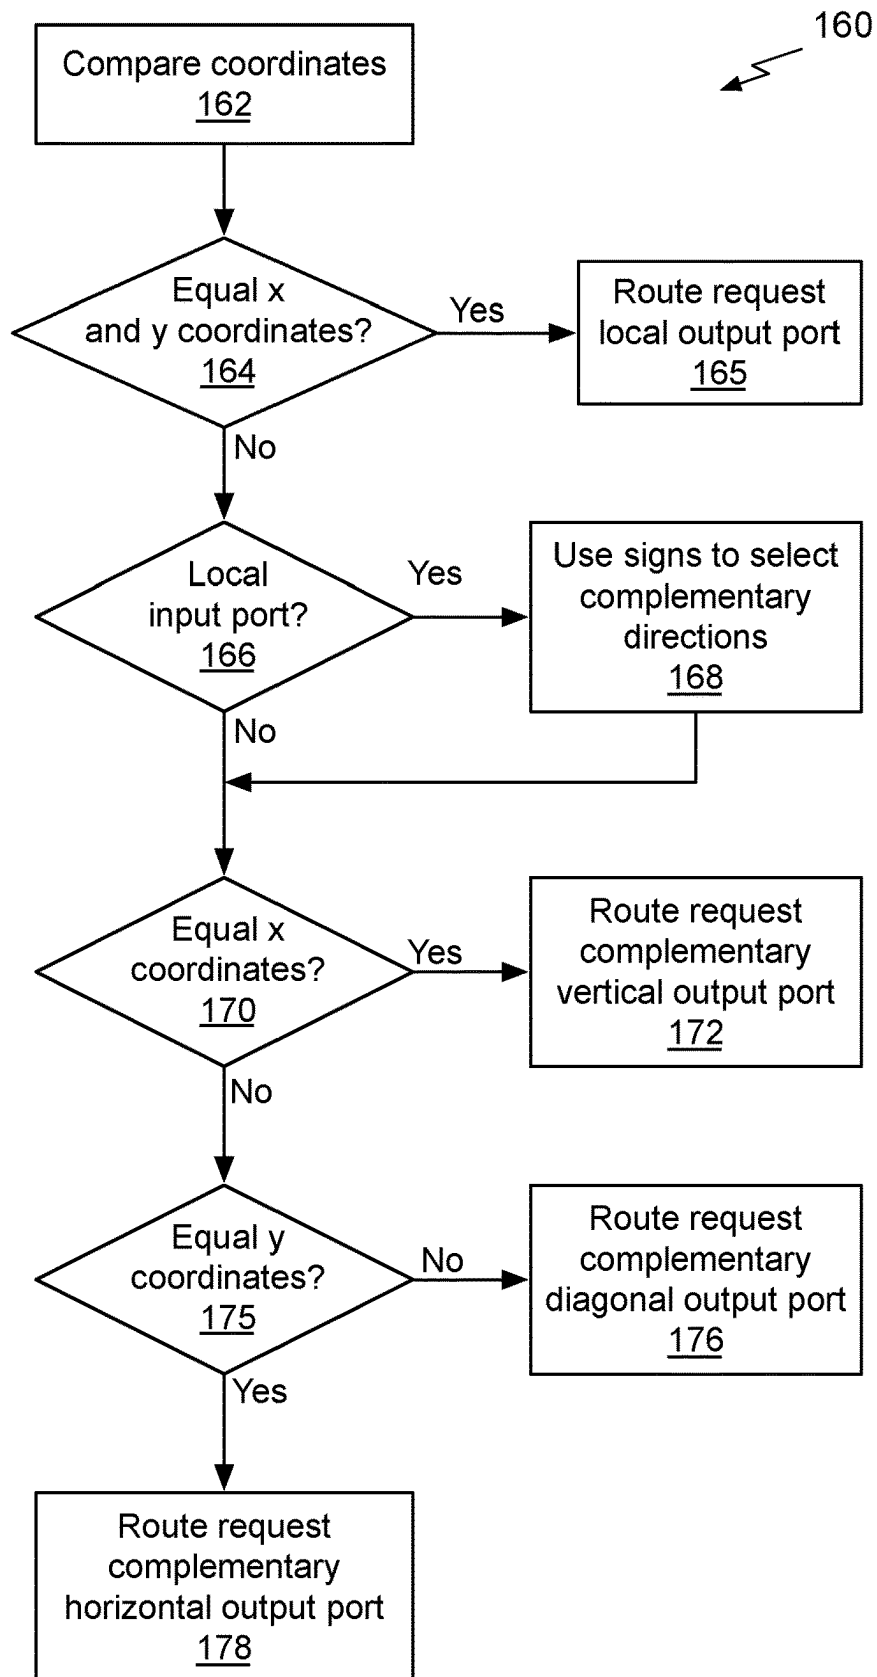 160
Compare coordinates
162
Equal x
and y coordinates?
164
Yes
Route request
local output port
165
No
Local
input port?
166
Yes
Use signs to select
complementary
directions
168
No
Equal x
coordinates?
170
Yes
Route request
complementary
vertical output port
172
No
Equal y
coordinates?
175
No
Route request
complementary
diagonal output port
176
Yes
Route request
complementary
horizontal output port
178